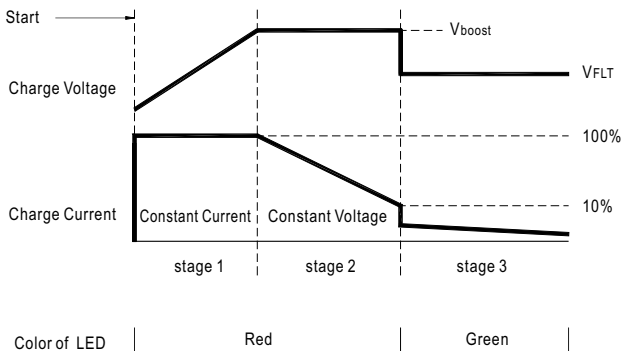 Start
Vboost
Charge Voltage
VFLT
100%
Charge Current
Constant Current
Constant Voltage
10%
stage 1
stage 2
stage 3
Color of LED
Red
Green